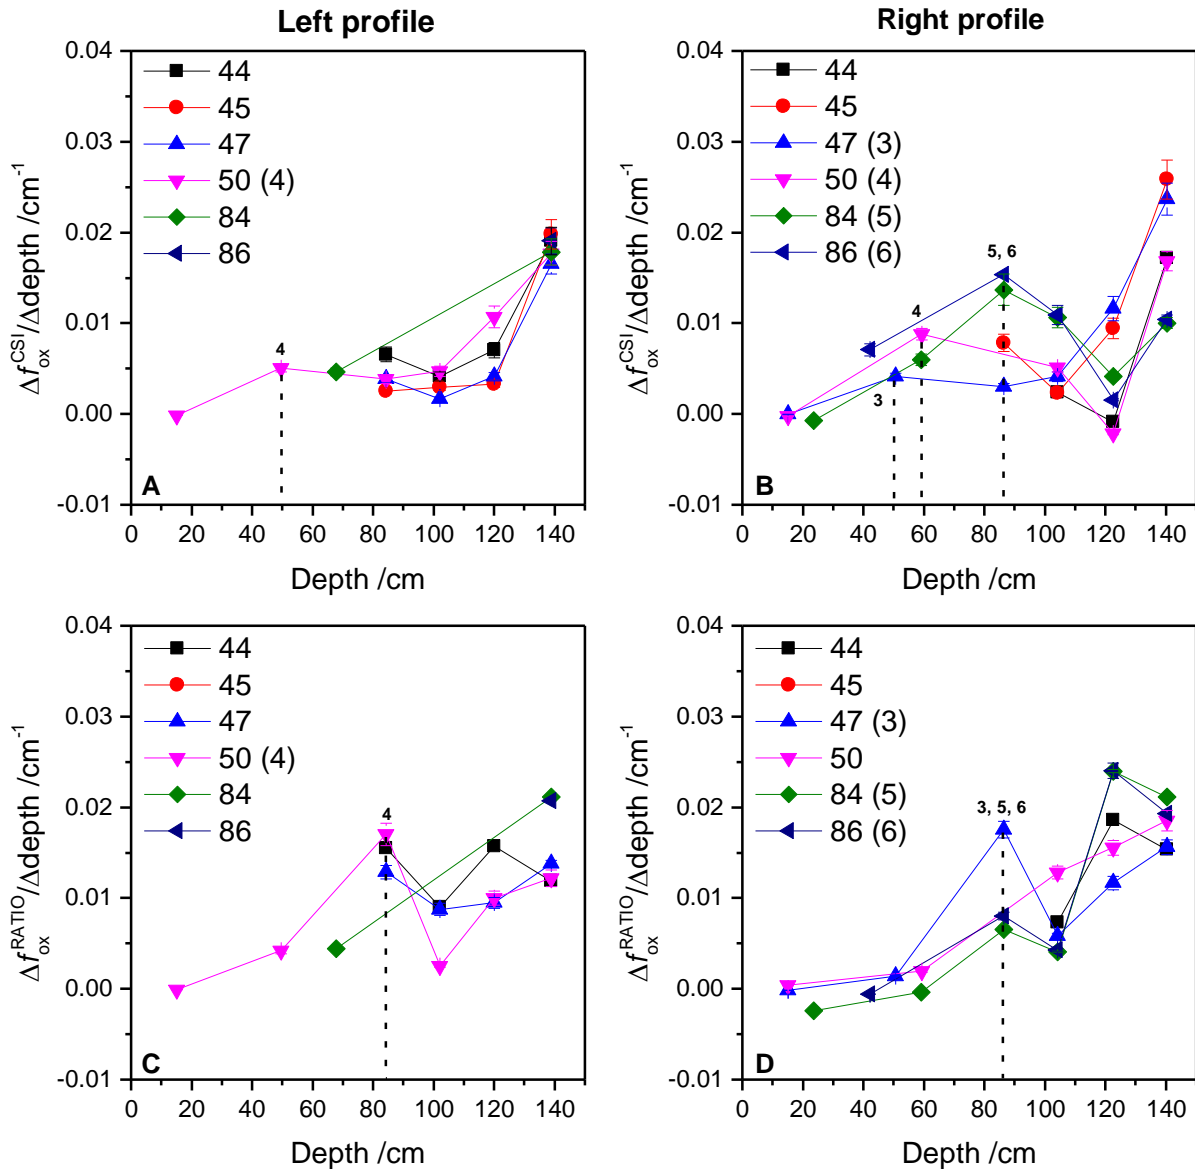 Left profile
Right profile
0.04
0.03
0.02
0.01
0.00
-0.01
Δf_ox^CSI/Δdepth /cm^-1
44
45
47
50 (4)
84
86
4
A
0 20 40 60 80 100 120 140
Depth /cm
0.04
0.03
0.02
0.01
0.00
-0.01
Δf_ox^CSI/Δdepth /cm^-1
44
45
47 (3)
50 (4)
84 (5)
86 (6)
5, 6
4
3
B
0 20 40 60 80 100 120 140
Depth /cm
0.04
0.03
0.02
0.01
0.00
-0.01
Δf_ox^RATIO/Δdepth /cm^-1
44
45
47
50 (4)
84
86
4
C
0 20 40 60 80 100 120 140
Depth /cm
0.04
0.03
0.02
0.01
0.00
-0.01
Δf_ox^RATIO/Δdepth /cm^-1
44
45
47 (3)
50
84 (5)
86 (6)
3, 5, 6
D
0 20 40 60 80 100 120 140
Depth /cm